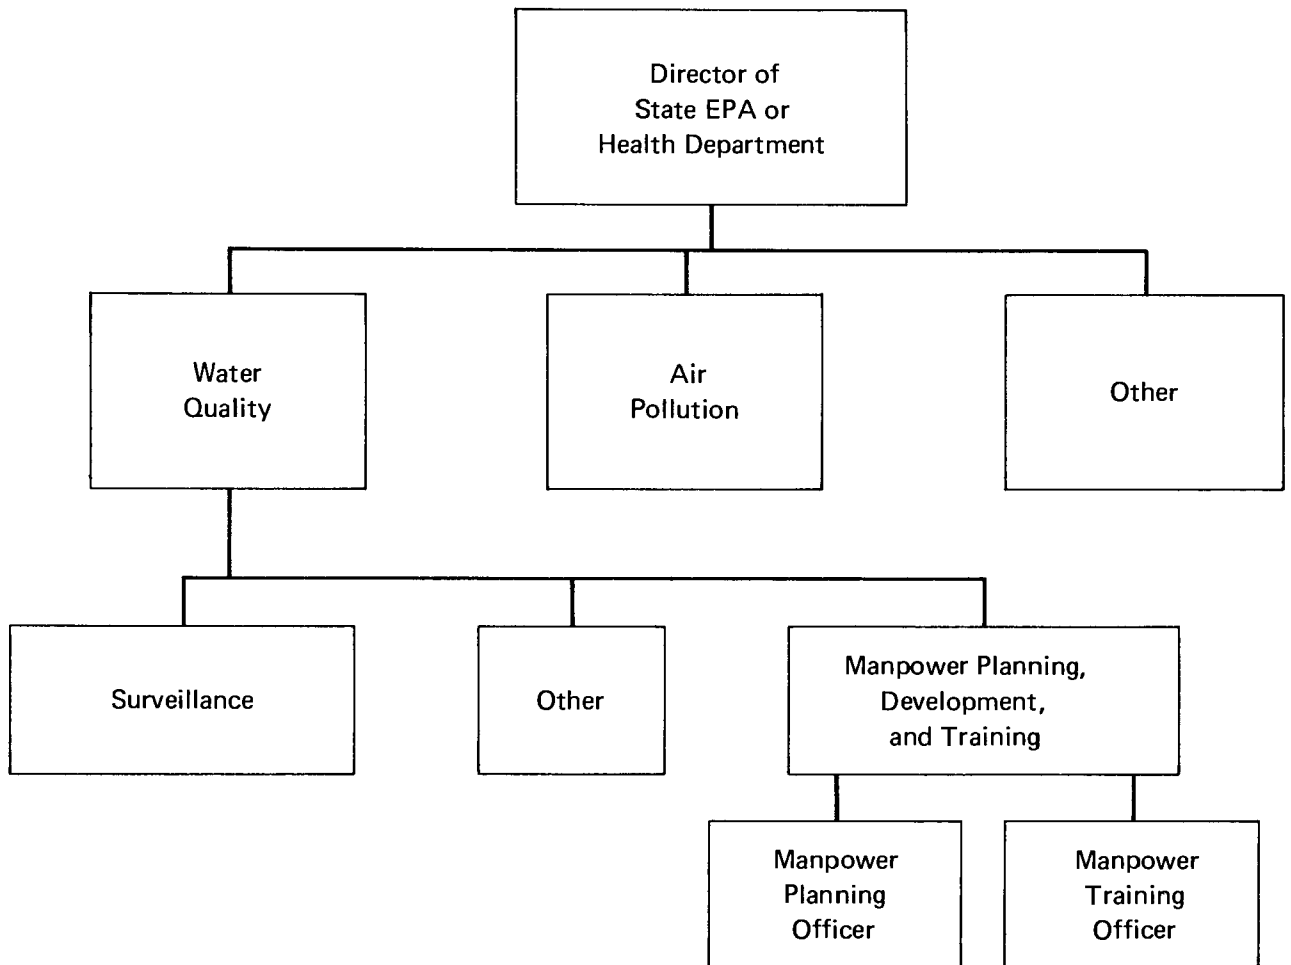 Director of
State EPA or
Health Department
Water
Quality
Air
Pollution
Other
Surveillance
Other
Manpower Planning,
Development,
and Training
Manpower
Planning
Officer
Manpower
Training
Officer